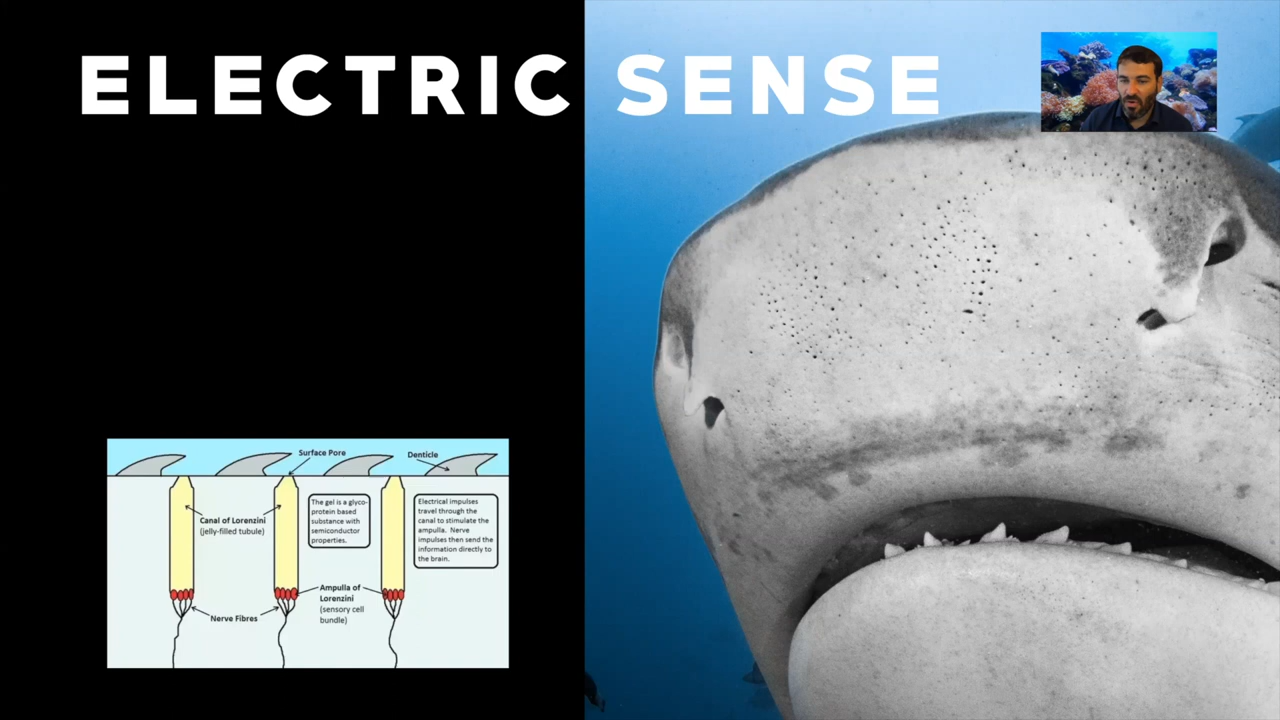 ELECTRIC SENSE
Surface Pore
Denticle
Canal of Lorenzini
(jelly-filled tubule)
The gel is a glyco-
protein based
substance with
semiconductor
properties.
Electrical impulses
travel through the
canal to stimulate the
ampulla. Nerve
impulses then send the
information directly to
the brain.
Ampulla of
Lorenzini
(sensory cell
bundle)
Nerve Fibres